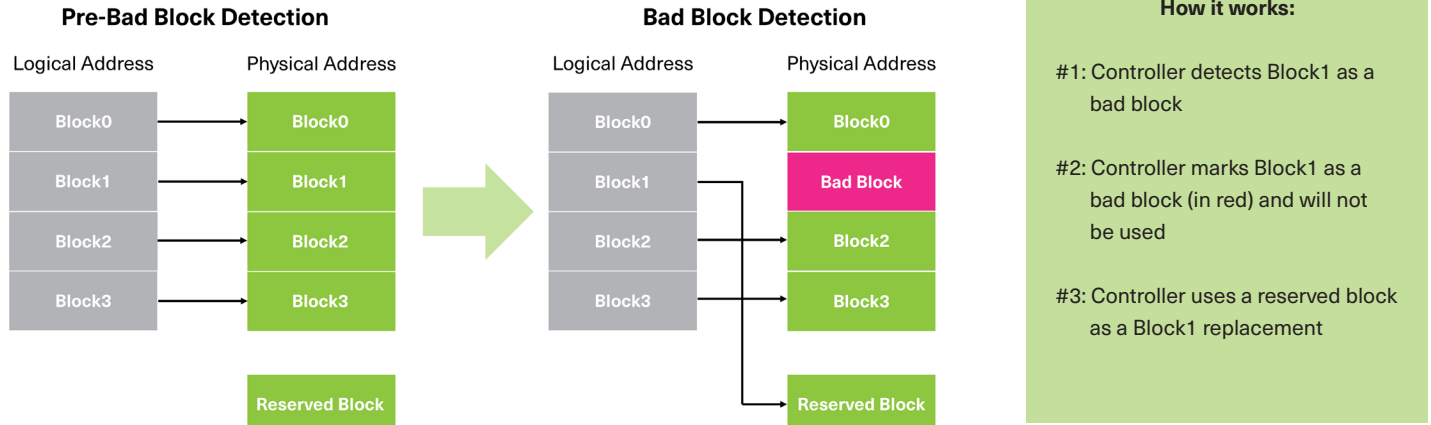 Pre-Bad Block Detection
Logical Address
Physical Address
Block0
Block0
Block1
Block1
Block2
Block2
Block3
Block3
Reserved Block
Bad Block Detection
Logical Address
Physical Address
Block0
Block0
Block1
Bad Block
Block2
Block2
Block3
Block3
Reserved Block
How it works:
#1: Controller detects Block1 as a
bad block
#2: Controller marks Block1 as a
bad block (in red) and will not
be used
#3: Controller uses a reserved block
as a Block1 replacement